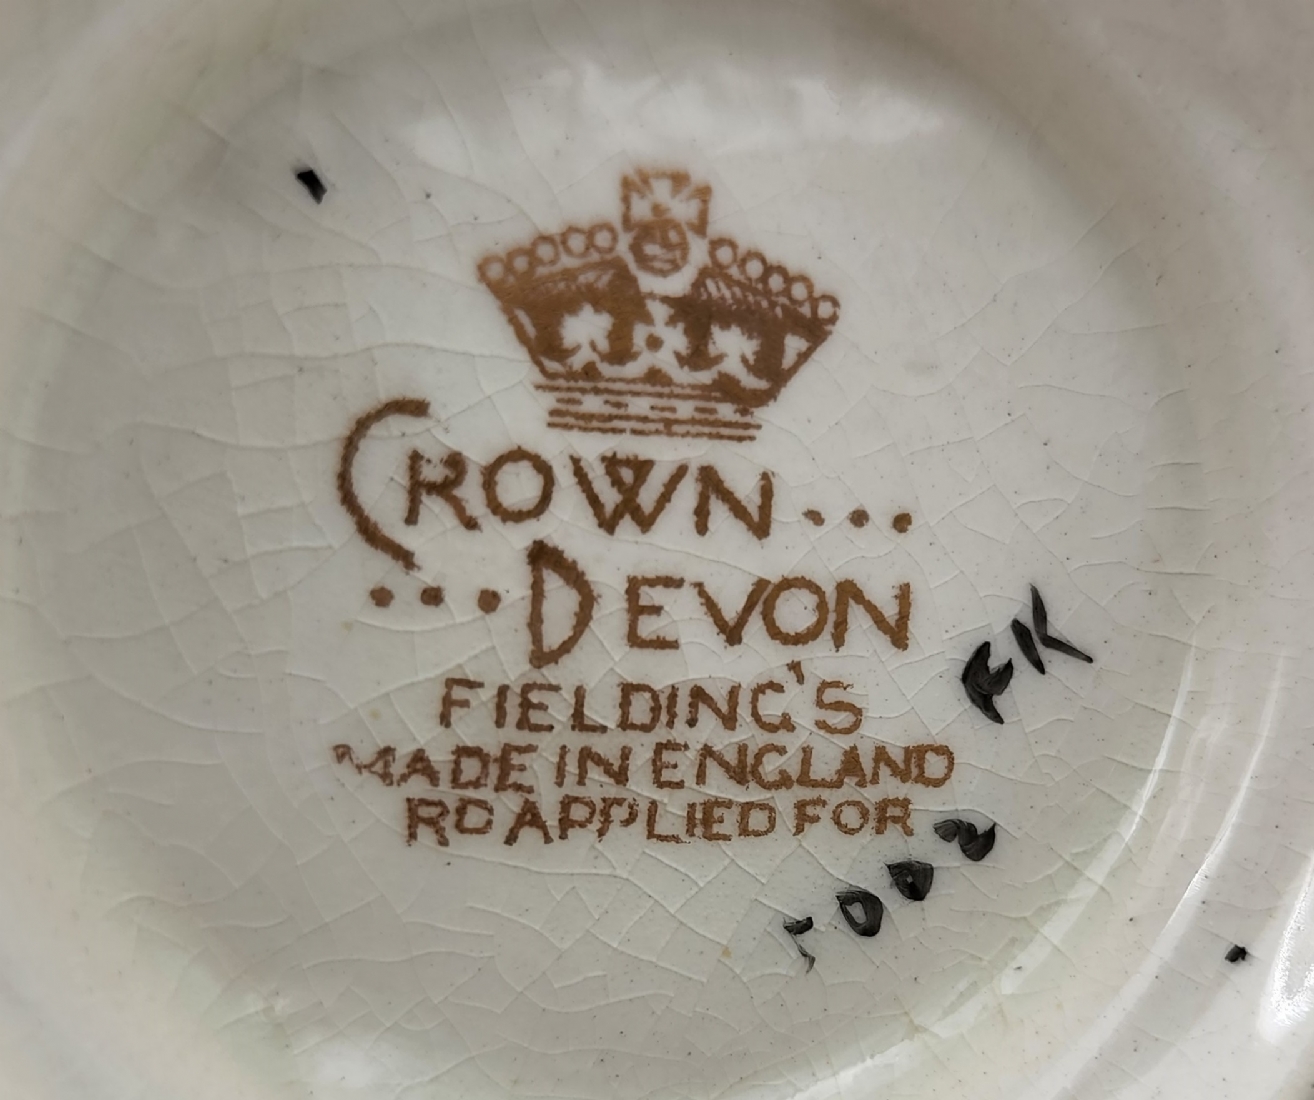 CROWN...
...DEVON
FIELDING'S
MADE IN ENGLAND
RD APPLIED FOR